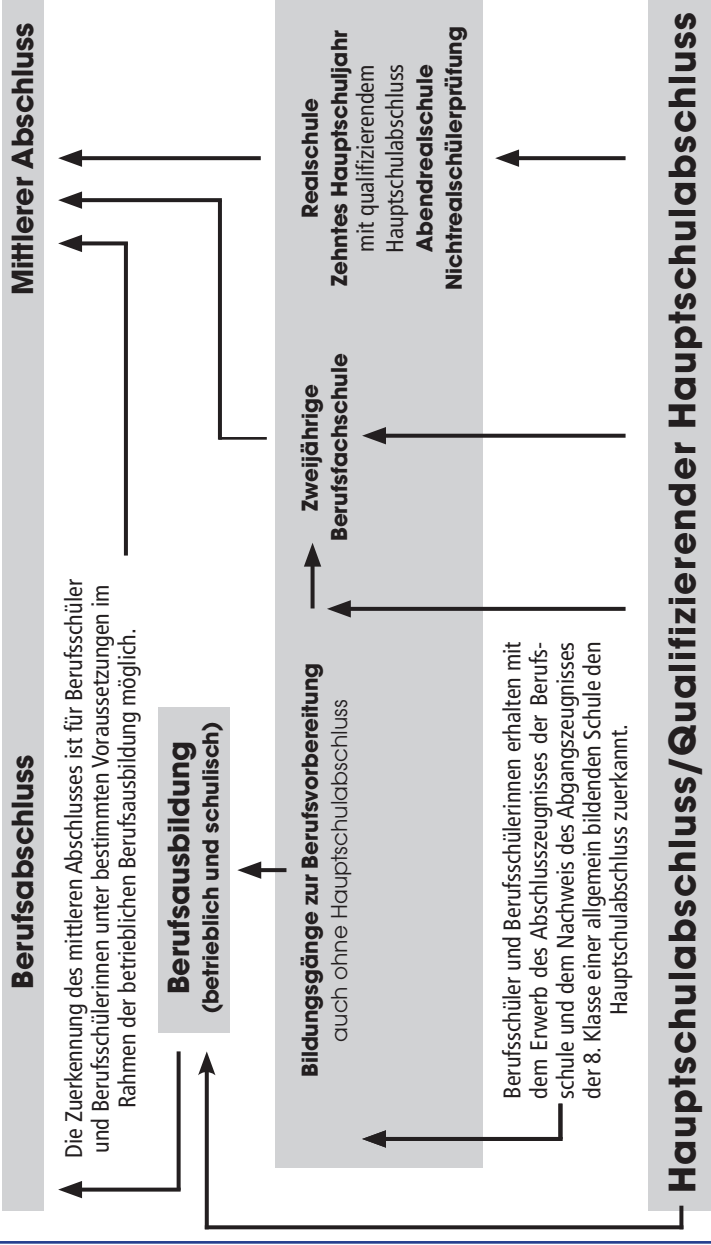 Berufsabschluss
Mittlerer Abschluss
Die Zuerkennung des mittleren Abschlusses ist für Berufsschüler
und Berufsschülerinnen unter bestimmten Voraussetzungen im
Rahmen der betrieblichen Berufsausbildung möglich.
Berufsausbildung
(betrieblich und schulisch)
Bildungsgänge zur Berufsvorbereitung
auch ohne Hauptschulabschluss
Zweijährige
Berufsfachschule
Realschule
Zehntes Hauptschuljahr
mit qualifizierendem
Hauptschulabschluss
Abendrealschule
Nichtrealschülerprüfung
Berufsschüler und Berufsschülerinnen erhalten mit
dem Erwerb des Abschlusszeugnisses der Berufs-
schule und dem Nachweis des Abgangszeugnisses
der 8. Klasse einer allgemein bildenden Schule den
Hauptschulabschluss zuerkannt.
Hauptschulabschluss/Qualifizierender Hauptschulabschluss